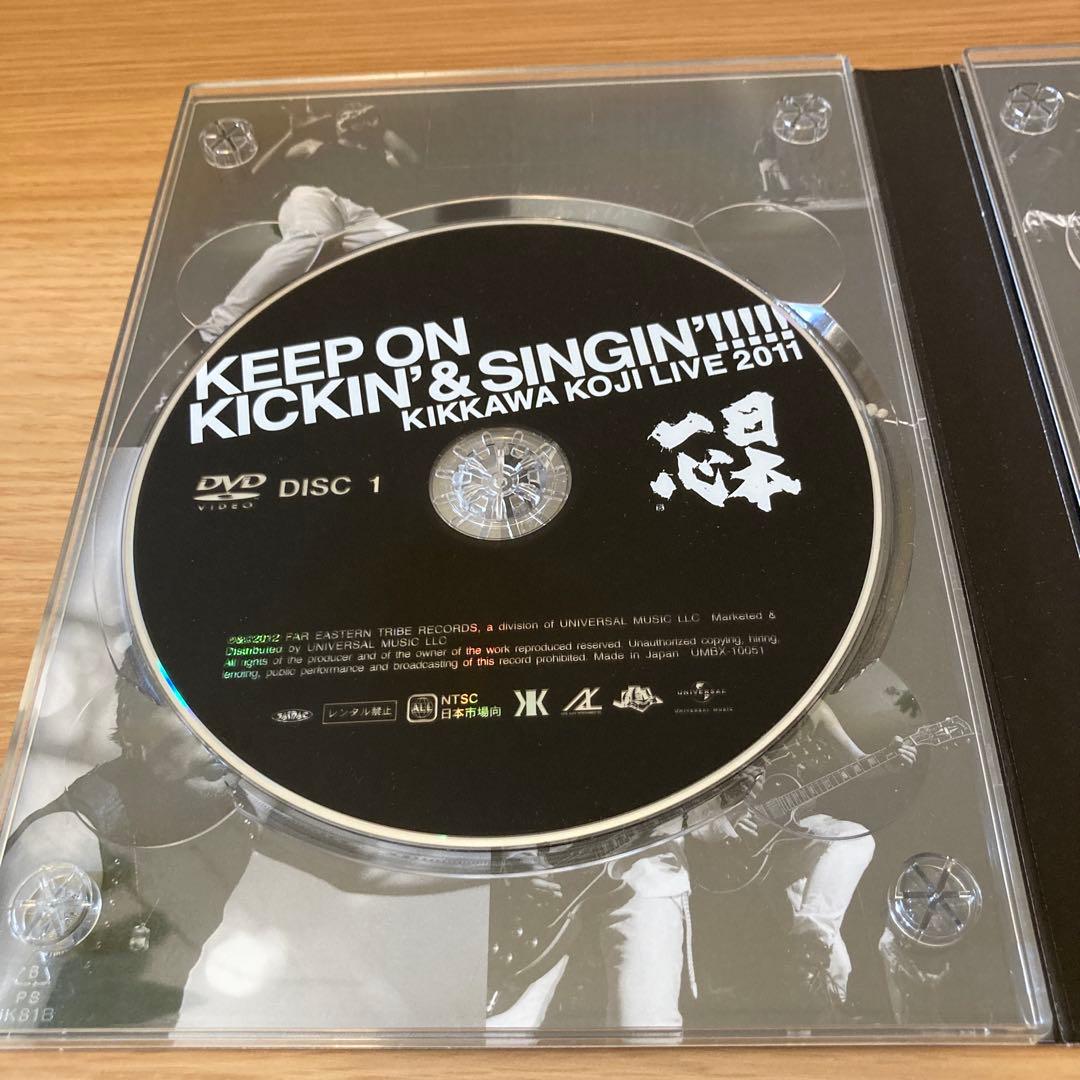 KEEP ON
KICKIN' & SINGIN'!!!!!
KIKKAWA KOJI LIVE 2011
日本
一心
DVD
VIDEO
DISC 1
℗&©2012 FAR EASTERN TRIBE RECORDS, a division of UNIVERSAL MUSIC LLC Marketed &
Distributed by UNIVERSAL MUSIC LLC
All rights of the producer and of the owner of the work reproduced reserved. Unauthorized copying, hiring,
lending, public performance and broadcasting of this record prohibited. Made in Japan UMBX-10051
レンタル禁止
ALL
NTSC
日本市場向
UNIVERSAL
UNIVERSAL MUSIC
PS